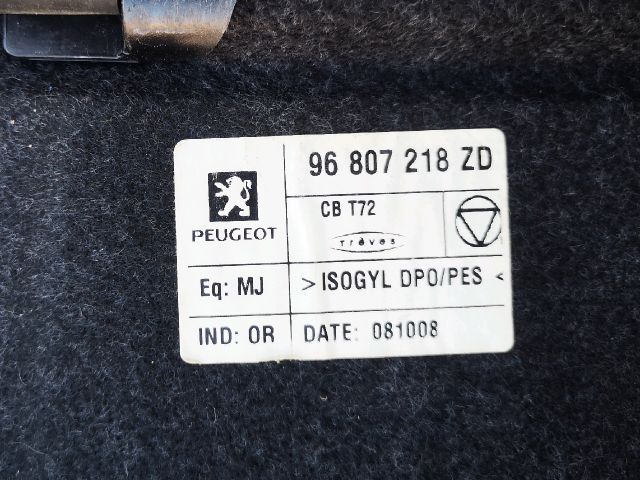 96 807 218 ZD
PEUGEOT
CB T72
Trèves
Eq: MJ
> ISOGYL DPO/PES <
IND: OR
DATE: 081008